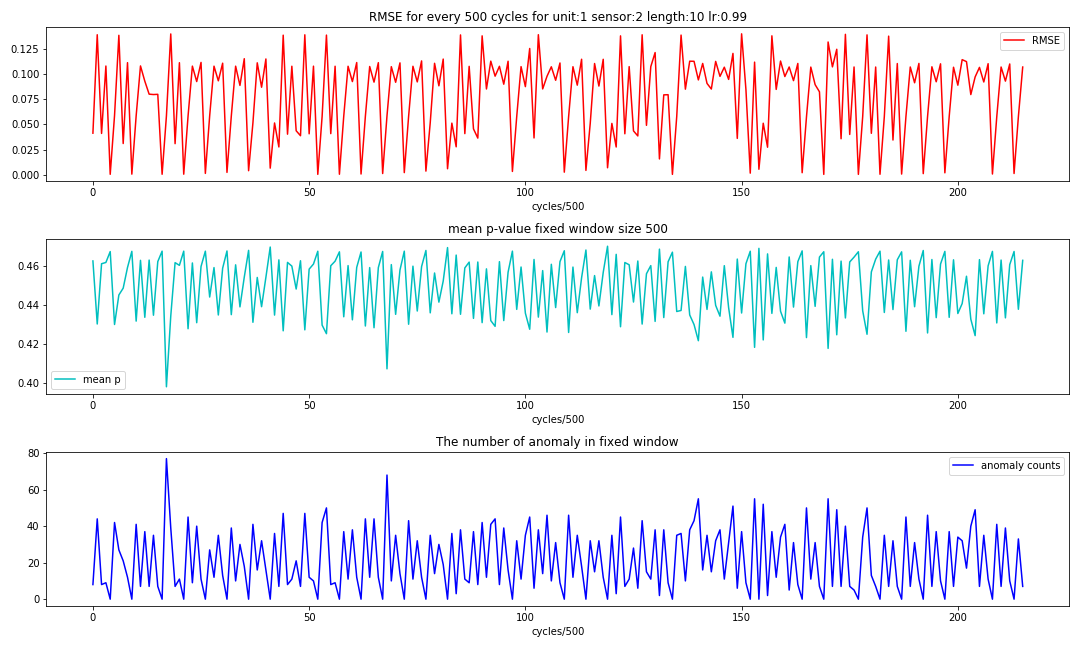 RMSE for every 500 cycles for unit:1 sensor:2 length:10 lr:0.99
RMSE
0.125
0.100
0.075
0.050
0.025
0.000
0 50 100 150 200
cycles/500
mean p-value fixed window size 500
0.46
0.44
0.42
0.40
mean p
0 50 100 150 200
cycles/500
The number of anomaly in fixed window
anomaly counts
80
60
40
20
0
0 50 100 150 200
cycles/500